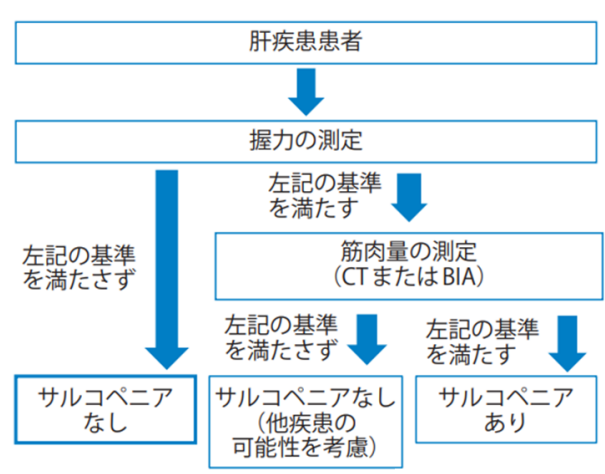 肝疾患患者
握力の測定
左記の基準
を満たす
左記の基準
を満たさず
筋肉量の測定
（CTまたはBIA）
左記の基準
を満たさず
左記の基準
を満たす
サルコペニア
なし
サルコペニアなし
（他疾患の
可能性を考慮）
サルコペニア
あり